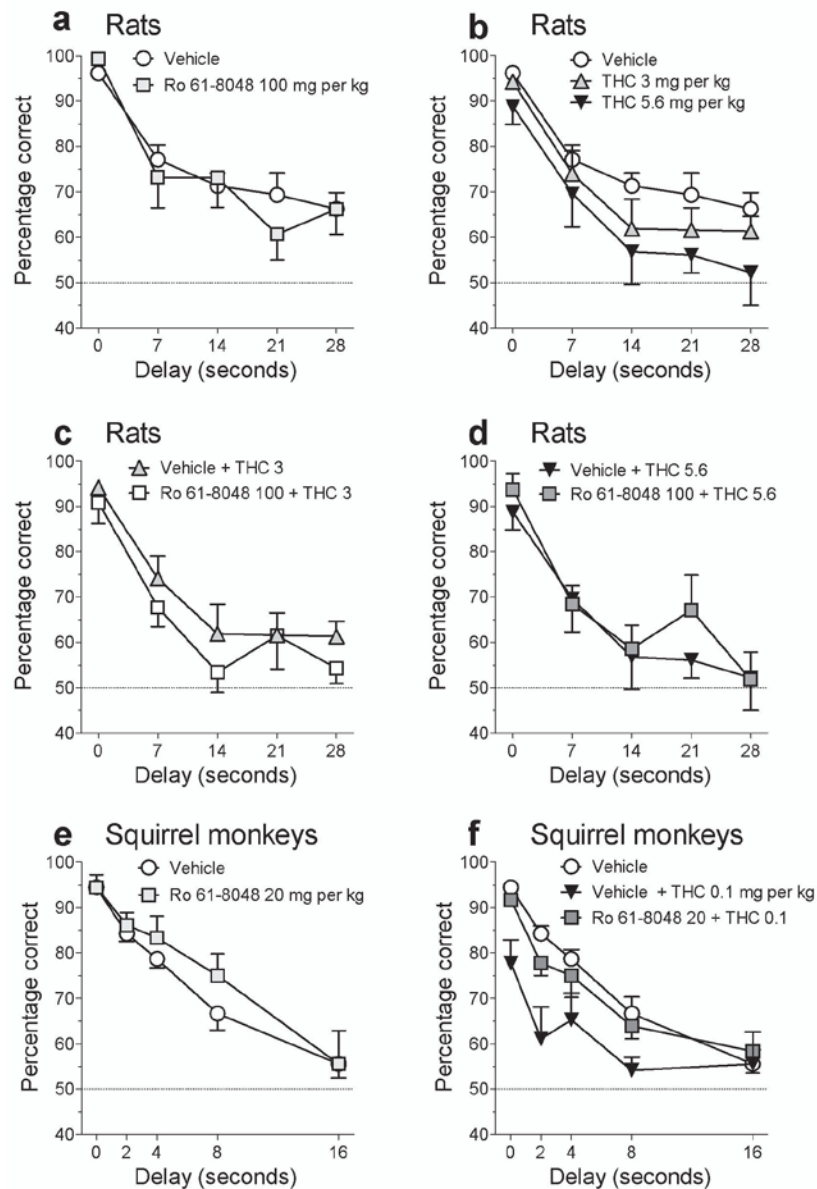 a Rats
Vehicle
Ro 61-8048 100 mg per kg
Percentage correct
100
90
80
70
60
50
40
0 7 14 21 28
Delay (seconds)
b Rats
Vehicle
THC 3 mg per kg
THC 5.6 mg per kg
Percentage correct
100
90
80
70
60
50
40
0 7 14 21 28
Delay (seconds)
c Rats
Vehicle + THC 3
Ro 61-8048 100 + THC 3
Percentage correct
100
90
80
70
60
50
40
0 7 14 21 28
Delay (seconds)
d Rats
Vehicle + THC 5.6
Ro 61-8048 100 + THC 5.6
Percentage correct
100
90
80
70
60
50
40
0 7 14 21 28
Delay (seconds)
e Squirrel monkeys
Vehicle
Ro 61-8048 20 mg per kg
Percentage correct
100
90
80
70
60
50
40
0 2 4 8 16
Delay (seconds)
f Squirrel monkeys
Vehicle
Vehicle + THC 0.1 mg per kg
Ro 61-8048 20 + THC 0.1
Percentage correct
100
90
80
70
60
50
40
0 2 4 8 16
Delay (seconds)